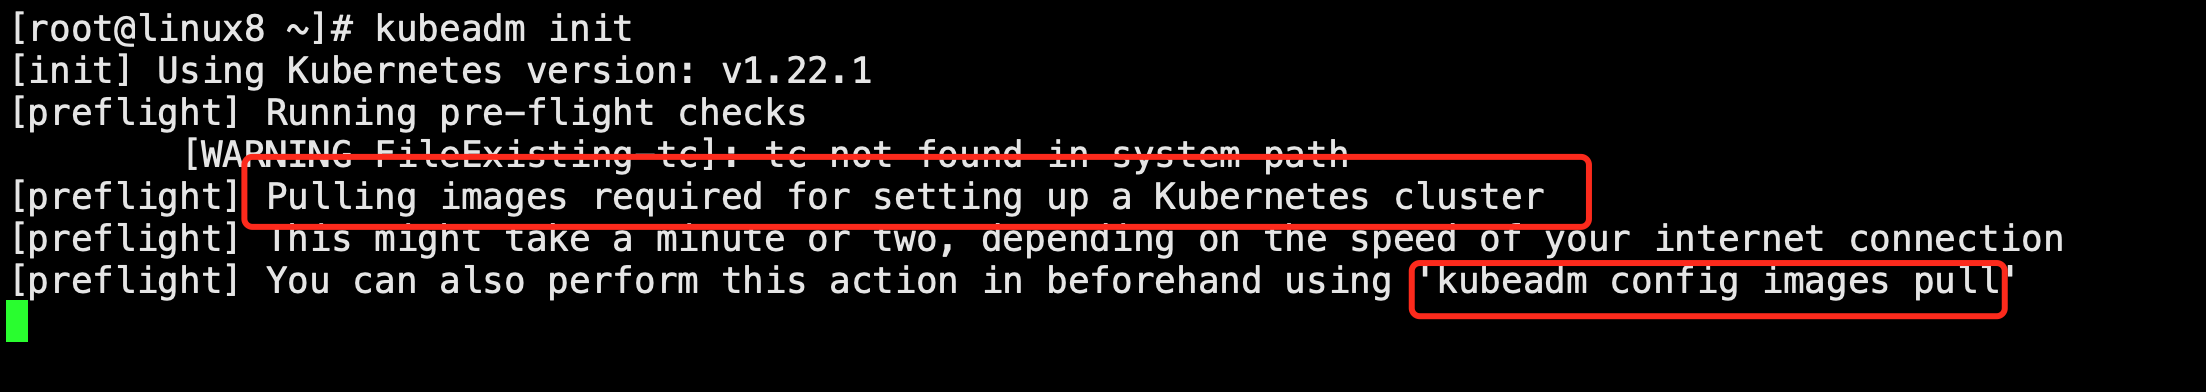 [root@linux8 ~]# kubeadm init
[init] Using Kubernetes version: v1.22.1
[preflight] Running pre-flight checks
[WARNING FileExisting-tc]: tc not found in system path
[preflight] Pulling images required for setting up a Kubernetes cluster
[preflight] This might take a minute or two, depending on the speed of your internet connection
[preflight] You can also perform this action in beforehand using 'kubeadm config images pull'